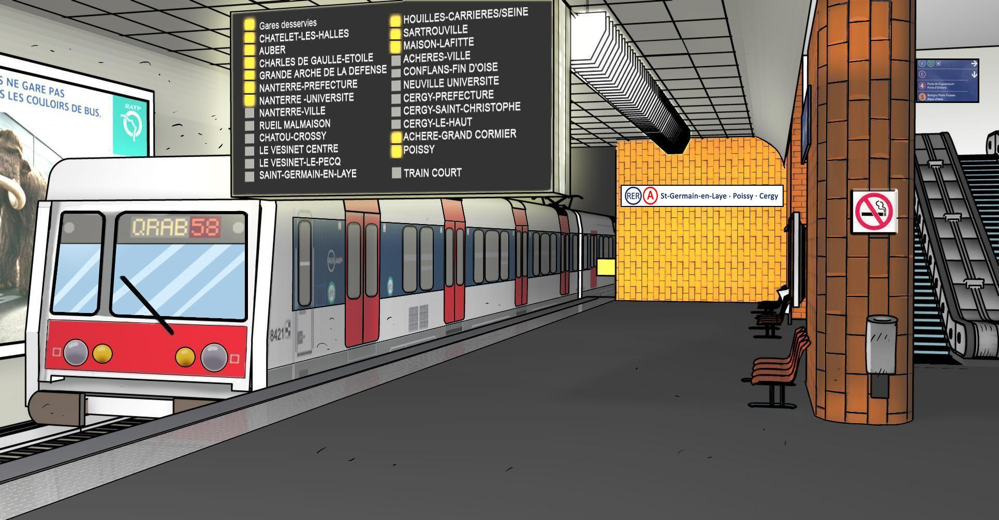 S NE GARE PAS
S LES COULOIRS DE BUS.
RATP
Gares desservies
CHATELET-LES-HALLES
AUBER
CHARLES DE GAULLE-ETOILE
GRANDE ARCHE DE LA DEFENSE
NANTERRE-PREFECTURE
NANTERRE -UNIVERSITE
NANTERRE-VILLE
RUEIL MALMAISON
CHATOU-CROSSY
LE VESINET CENTRE
LE VESINET-LE-PECQ
SAINT-GERMAIN-EN-LAYE
HOUILLES-CARRIERES/SEINE
SARTROUVILLE
MAISON-LAFITTE
ACHERES-VILLE
CONFLANS-FIN D'OISE
NEUVILLE UNIVERSITE
CERGY-PREFECTURE
CERGY-SAINT-CHRISTOPHE
CERGY-LE-HAUT
ACHERE-GRAND CORMIER
POISSY
TRAIN COURT
QRAB58
RER
8421
RER A St-Germain-en-Laye · Poissy · Cergy
B D
E
4 Porte de Clignencourt
Porte d'Orléans
5 Bobigny Pablo Picasso
Place d'Italie